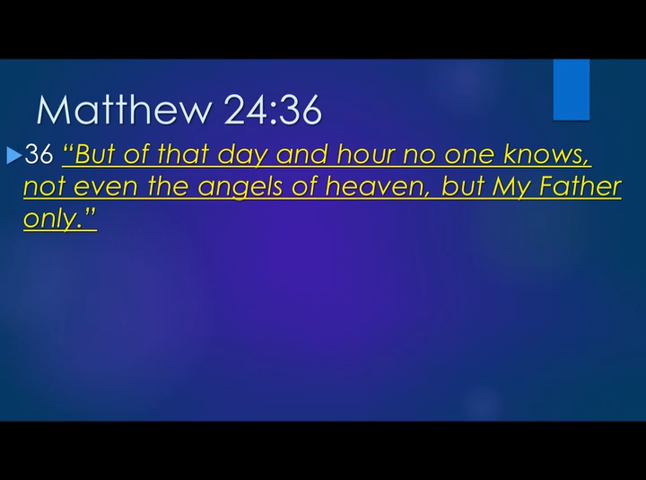 Matthew 24:36
36 “But of that day and hour no one knows,
not even the angels of heaven, but My Father
only.”